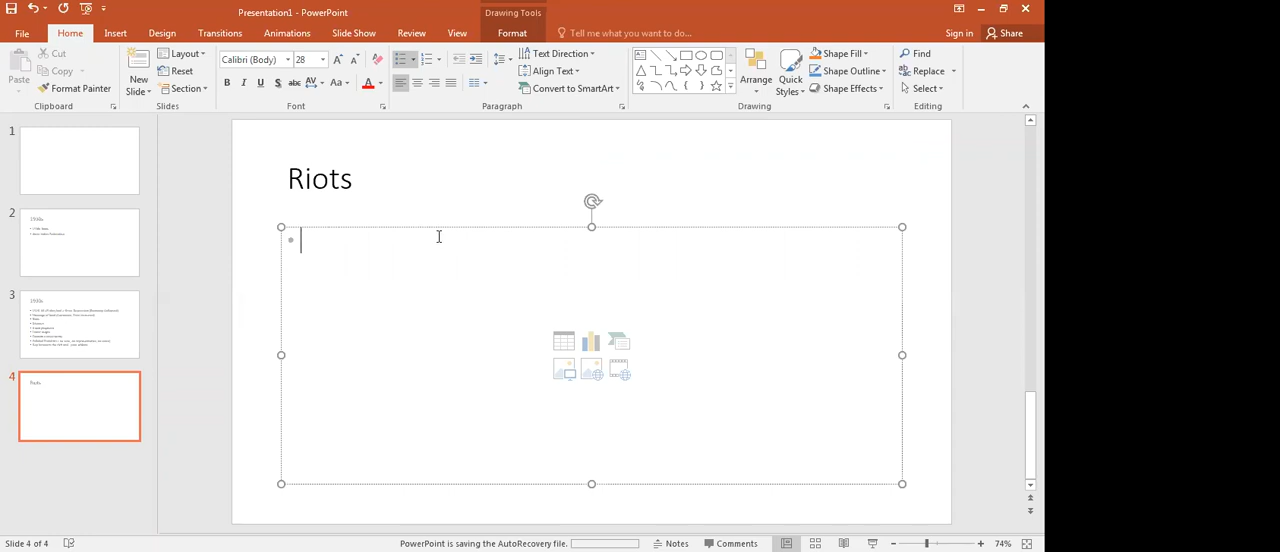 Presentation1 - PowerPoint
Drawing Tools
File
Home
Insert
Design
Transitions
Animations
Slide Show
Review
View
Format
Tell me what you want to do...
Sign in
Share
Paste
Cut
Copy
Format Painter
Clipboard
New
Slide
Layout
Reset
Section
Slides
Calibri (Body)
28
B I U S abc AV Aa A
Font
Text Direction
Align Text
Convert to SmartArt
Paragraph
Arrange
Quick
Styles
Shape Fill
Shape Outline
Shape Effects
Drawing
Find
Replace
Select
Editing
1
2
3
4
Riots
Riots
Slide 4 of 4
PowerPoint is saving the AutoRecovery file.
Notes
Comments
74%